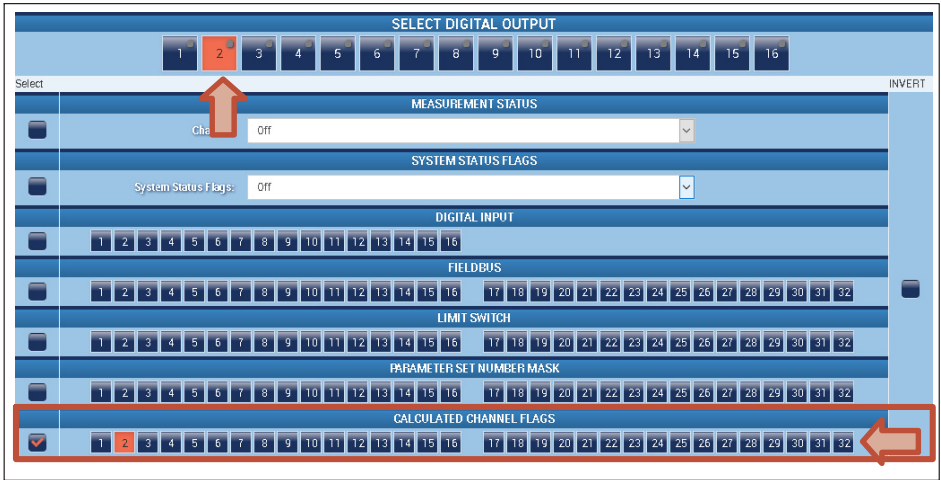 SELECT DIGITAL OUTPUT
1 2 3 4 5 6 7 8 9 10 11 12 13 14 15 16
Select INVERT
MEASUREMENT STATUS
Off
SYSTEM STATUS FLAGS
System Status Flags: Off
DIGITAL INPUT
1 2 3 4 5 6 7 8 9 10 11 12 13 14 15 16
FIELDBUS
1 2 3 4 5 6 7 8 9 10 11 12 13 14 15 16 17 18 19 20 21 22 23 24 25 26 27 28 29 30 31 32
LIMIT SWITCH
1 2 3 4 5 6 7 8 9 10 11 12 13 14 15 16 17 18 19 20 21 22 23 24 25 26 27 28 29 30 31 32
PARAMETER SET NUMBER MASK
1 2 3 4 5 6 7 8 9 10 11 12 13 14 15 16 17 18 19 20 21 22 23 24 25 26 27 28 29 30 31 32
CALCULATED CHANNEL FLAGS
1 2 3 4 5 6 7 8 9 10 11 12 13 14 15 16 17 18 19 20 21 22 23 24 25 26 27 28 29 30 31 32